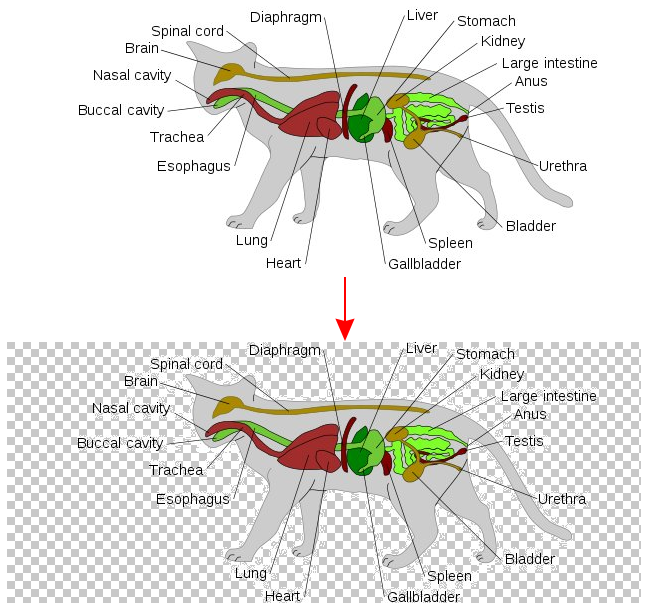 Diaphragm
Liver
Stomach
Spinal cord
Kidney
Brain
Large intestine
Nasal cavity
Anus
Buccal cavity
Testis
Trachea
Esophagus
Urethra
Bladder
Lung
Spleen
Heart
Gallbladder
Diaphragm
Liver
Stomach
Spinal cord
Kidney
Brain
Large intestine
Nasal cavity
Anus
Buccal cavity
Testis
Trachea
Esophagus
Urethra
Bladder
Lung
Spleen
Heart
Gallbladder